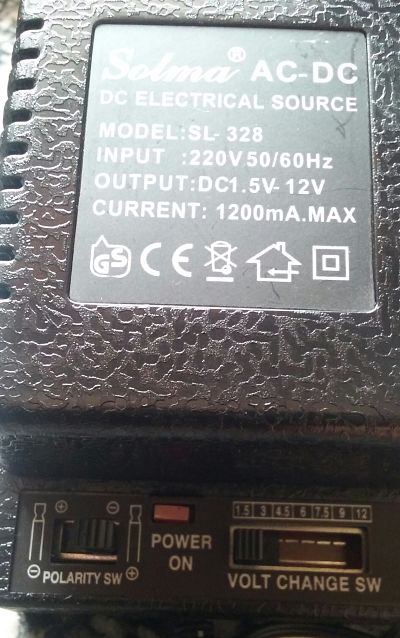 Solma® AC-DC
DC ELECTRICAL SOURCE
MODEL:SL-328
INPUT :220V 50/60Hz
OUTPUT:DC1.5V-12V
CURRENT: 1200mA.MAX
GS CE
1.5 3 4.5 6 7.5 9 12
⊕ ⊖
POWER
ON
⊖ POLARITY SW ⊕
VOLT CHANGE SW